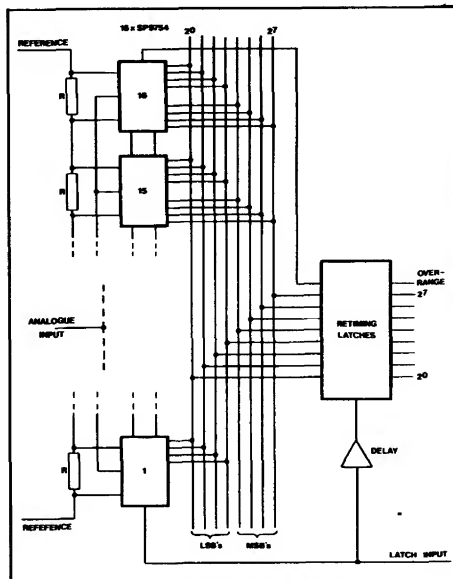 16 x SP9754
REFERENCE
2⁰
2⁷
R
16
R
15
OVER-
RANGE
2⁷
RETIMING
LATCHES
ANALOGUE
INPUT
2⁰
DELAY
R
1
REFEFENCE
LSB's
MSB's
LATCH INPUT